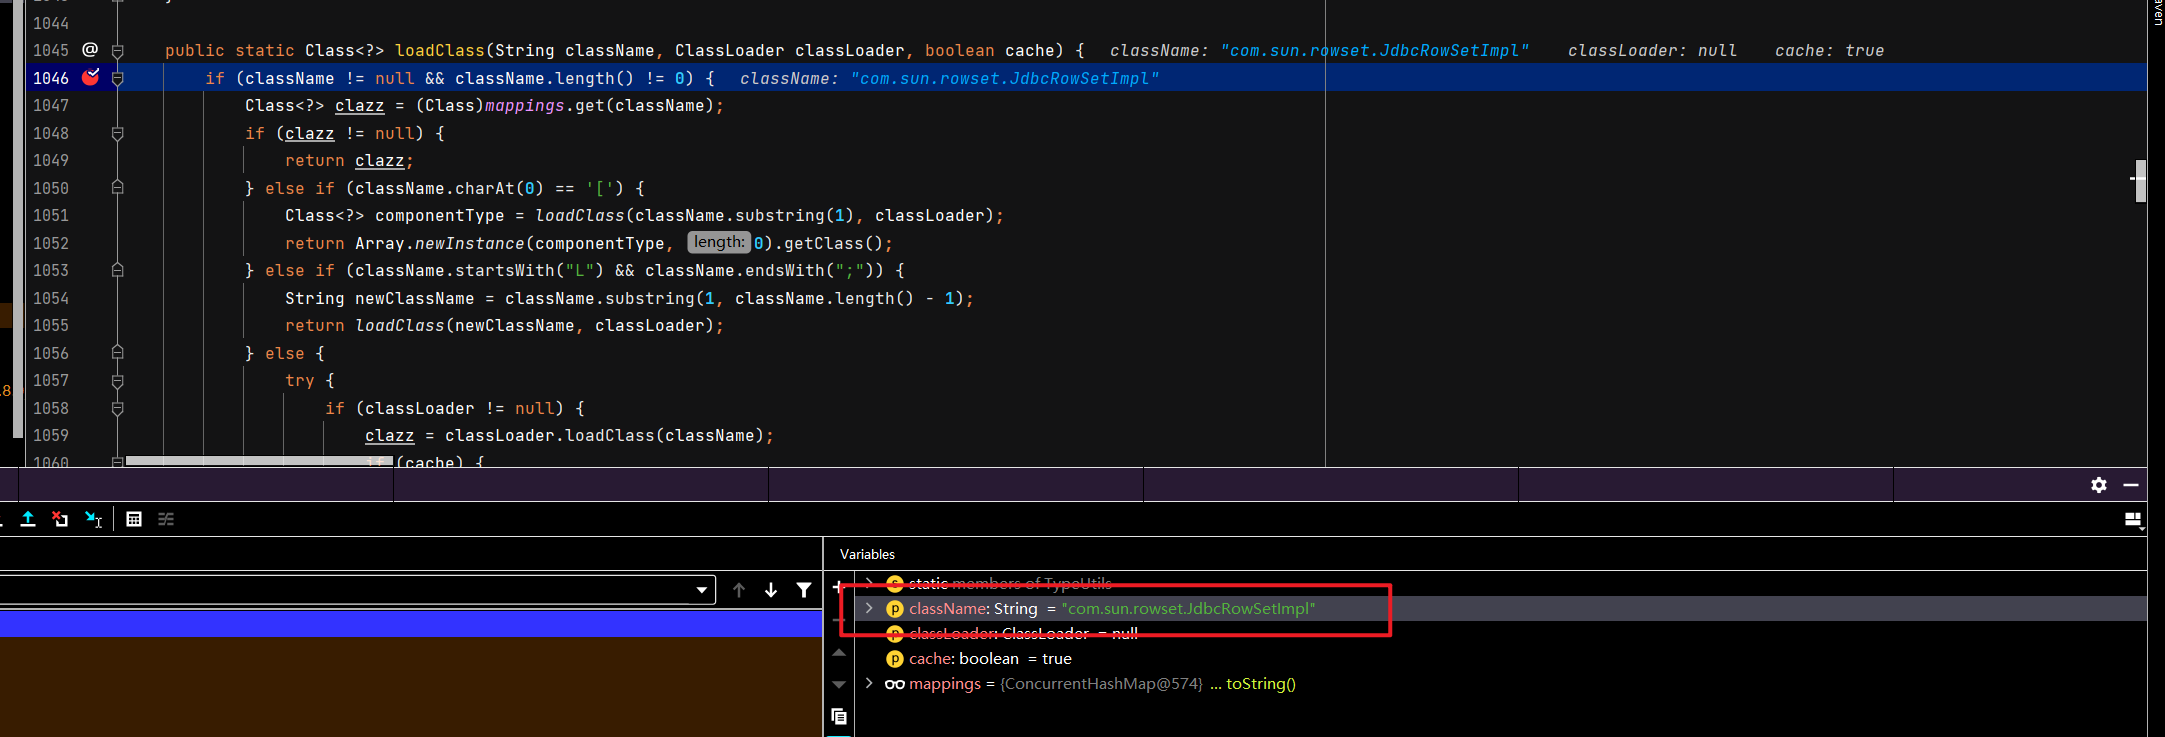 1044
1045 @ public static Class<?> loadClass(String className, ClassLoader classLoader, boolean cache) { className: "com.sun.rowset.JdbcRowSetImpl" classLoader: null cache: true
1046 if (className != null && className.length() != 0) { className: "com.sun.rowset.JdbcRowSetImpl"
1047 Class<?> clazz = (Class)mappings.get(className);
1048 if (clazz != null) {
1049 return clazz;
1050 } else if (className.charAt(0) == '[') {
1051 Class<?> componentType = loadClass(className.substring(1), classLoader);
1052 return Array.newInstance(componentType, length: 0).getClass();
1053 } else if (className.startsWith("L") && className.endsWith(";")) {
1054 String newClassName = className.substring(1, className.length() - 1);
1055 return loadClass(newClassName, classLoader);
1056 } else {
1057 try {
1058 if (classLoader != null) {
1059 clazz = classLoader.loadClass(className);
1060 if (cache) {
aven
.8
Variables
static members of TypeUtils
className: String = "com.sun.rowset.JdbcRowSetImpl"
classLoader: ClassLoader = null
cache: boolean = true
mappings = {ConcurrentHashMap@574} ... toString()